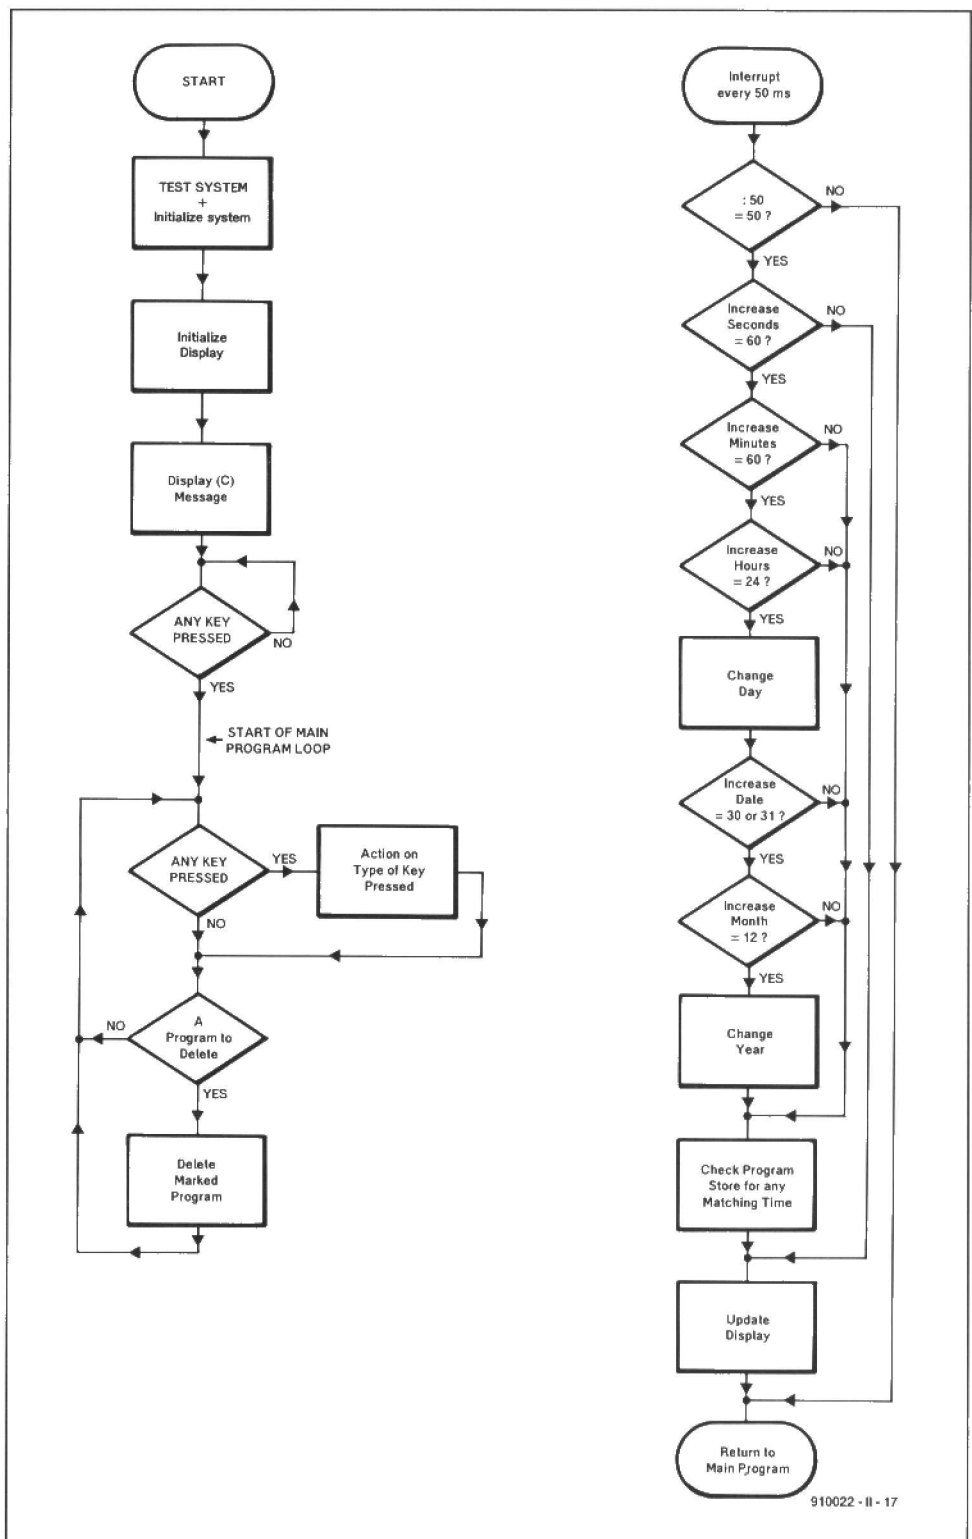 START
TEST SYSTEM
+
Initialize system
Initialize
Display
Display (C)
Message
ANY KEY
PRESSED
NO
YES
START OF MAIN
PROGRAM LOOP
ANY KEY
PRESSED
YES
Action on
Type of Key
Pressed
NO
A
Program to
Delete
NO
YES
Delete
Marked
Program
Interrupt
every 50 ms
: 50
= 50 ?
NO
YES
Increase
Seconds
= 60 ?
NO
YES
Increase
Minutes
= 60 ?
NO
YES
Increase
Hours
= 24 ?
NO
YES
Change
Day
Increase
Date
= 30 or 31 ?
NO
YES
Increase
Month
= 12 ?
NO
YES
Change
Year
Check Program
Store for any
Matching Time
Update
Display
Return to
Main Program
910022 - II - 17